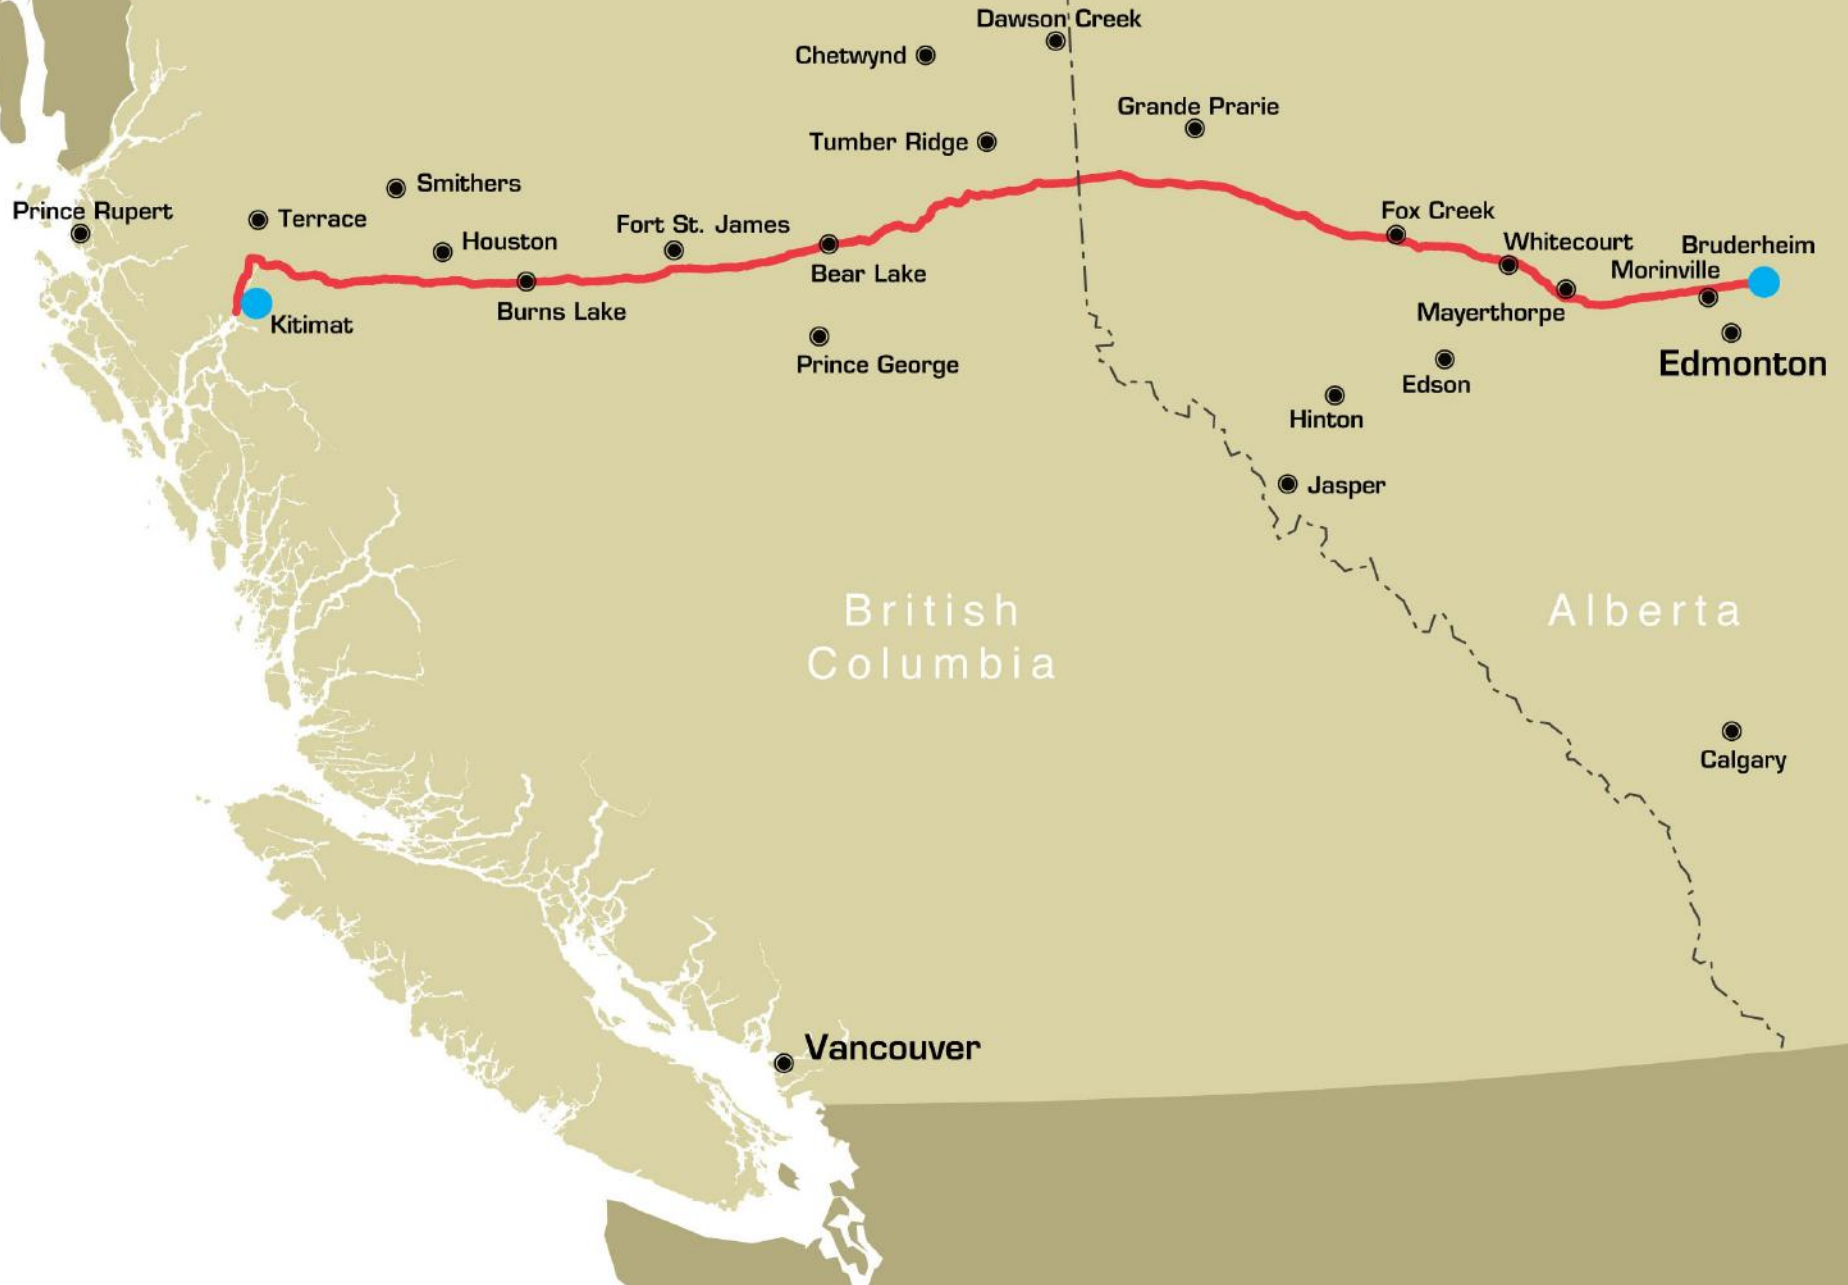 Dawson Creek
Chetwynd
Grande Prarie
Tumber Ridge
Smithers
Prince Rupert
Terrace
Fort St. James
Fox Creek
Houston
Whitecourt
Bruderheim
Morinville
Bear Lake
Burns Lake
Mayerthorpe
Kitimat
Prince George
Edmonton
Edson
Hinton
Jasper
British
Columbia
Alberta
Calgary
Vancouver